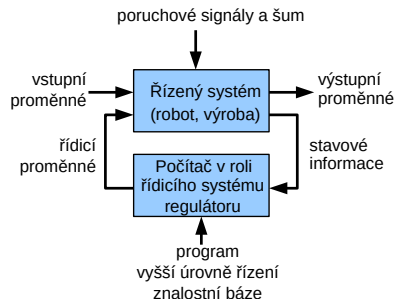 poruchové signály a šum
vstupní
proměnné
Řízený systém
(robot, výroba)
výstupní
proměnné
řídicí
proměnné
stavové
informace
Počítač v roli
řídicího systému
regulátoru
program
vyšší úrovně řízení
znalostní báze